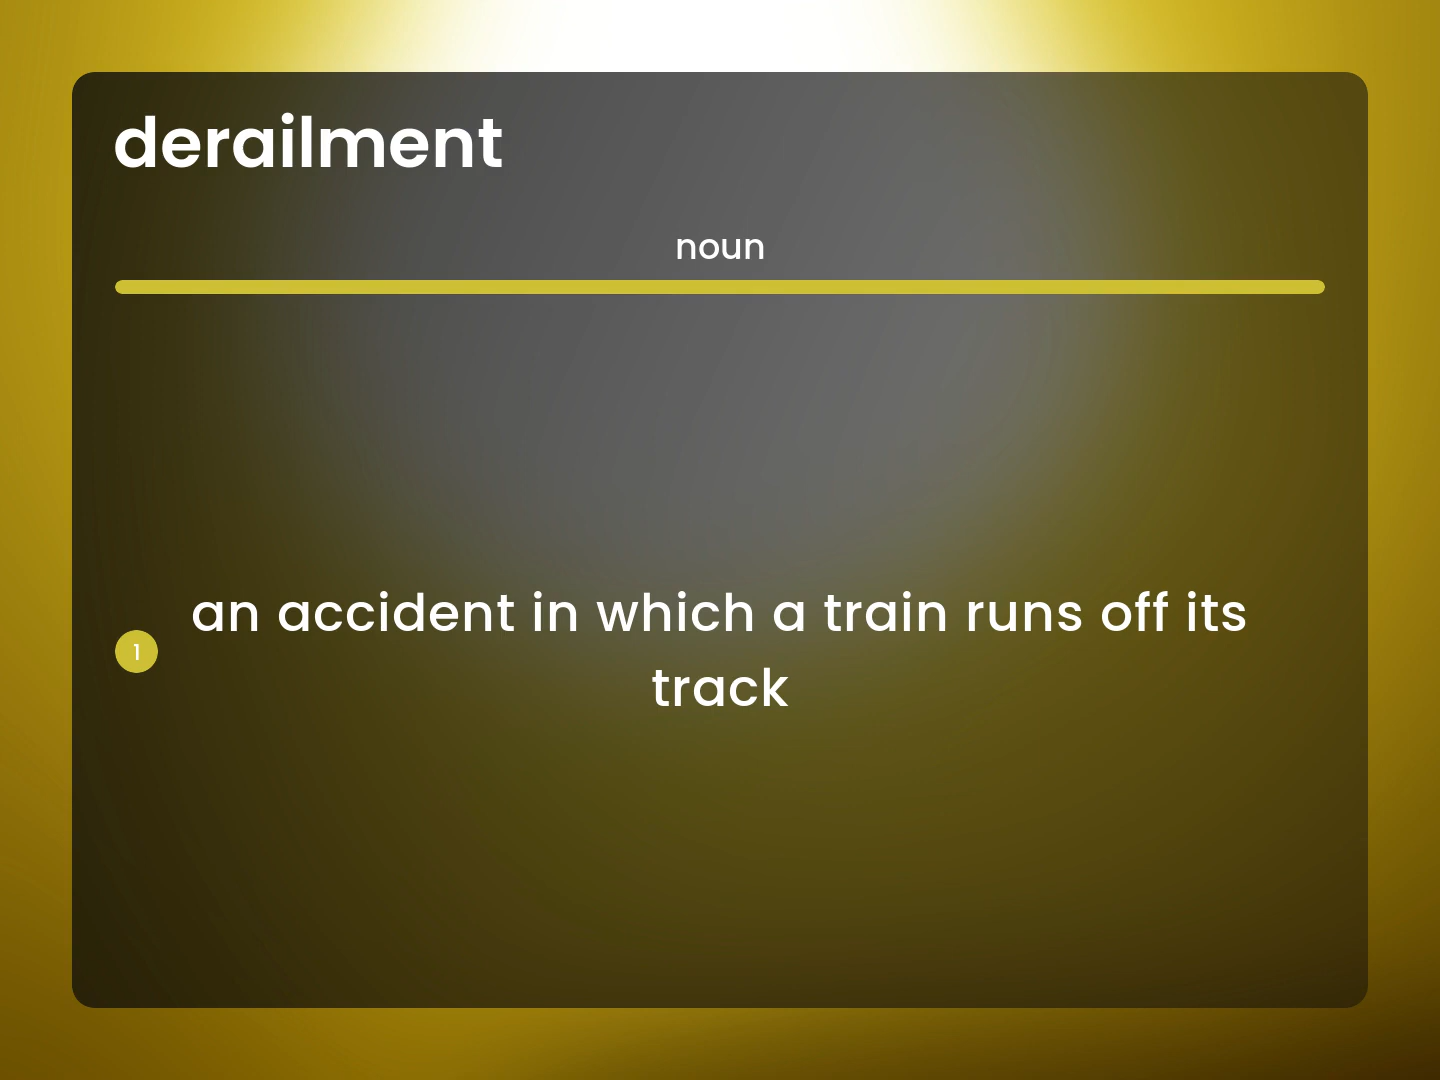 derailment
noun
1
an accident in which a train runs off its
track